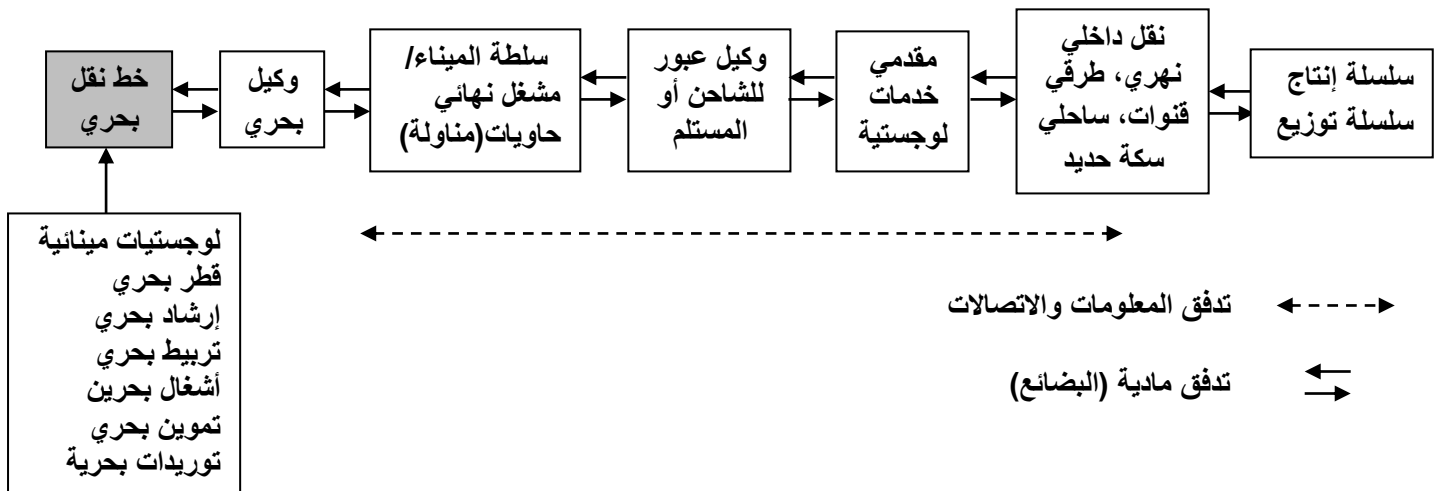 سلسلة إنتاج
سلسلة توزيع
نقل داخلي
نهري، طرقي
قنوات، ساحلي
سكة حديد
مقدمي
خدمات
لوجستية
وكيل عبور
للشاحن أو
المستلم
سلطة الميناء/
مشغل نهائي
حاويات(مناولة)
وكيل
بحري
خط نقل
بحري
لوجستيات مينائية
قطر بحري
إرشاد بحري
تربيط بحري
أشغال بحرين
تموين بحري
توريدات بحرية
تدفق المعلومات والاتصالات
تدفق مادية (البضائع)